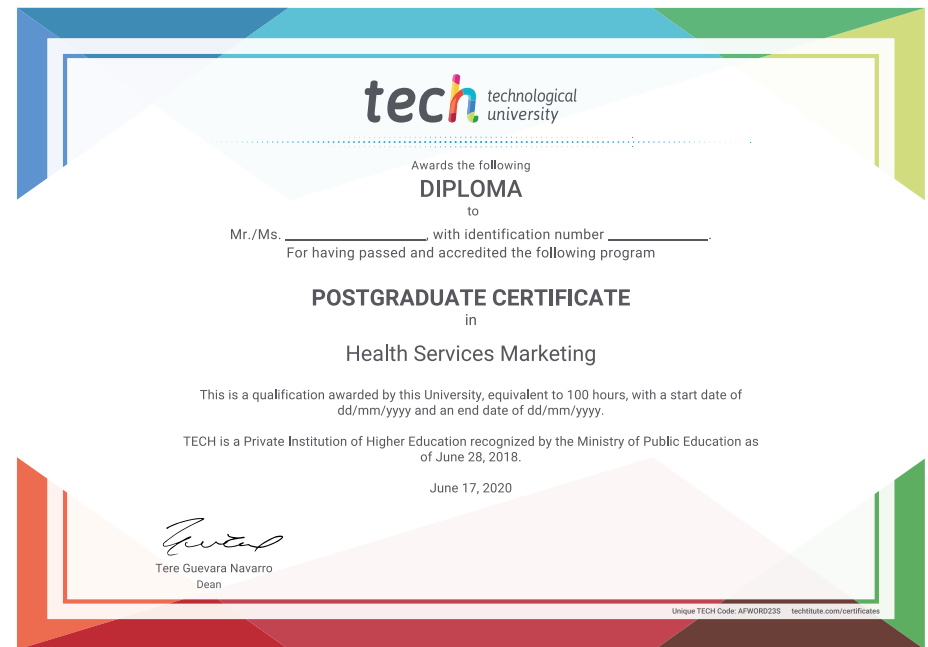 tech technological
university
Awards the following
DIPLOMA
to
Mr./Ms. ____________________, with identification number ______________.
For having passed and accredited the following program
POSTGRADUATE CERTIFICATE
in
Health Services Marketing
This is a qualification awarded by this University, equivalent to 100 hours, with a start date of
dd/mm/yyyy and an end date of dd/mm/yyyy.
TECH is a Private Institution of Higher Education recognized by the Ministry of Public Education as
of June 28, 2018.
June 17, 2020
Tere Guevara Navarro
Dean
Unique TECH Code: AFWORD23S techtitute.com/certificates